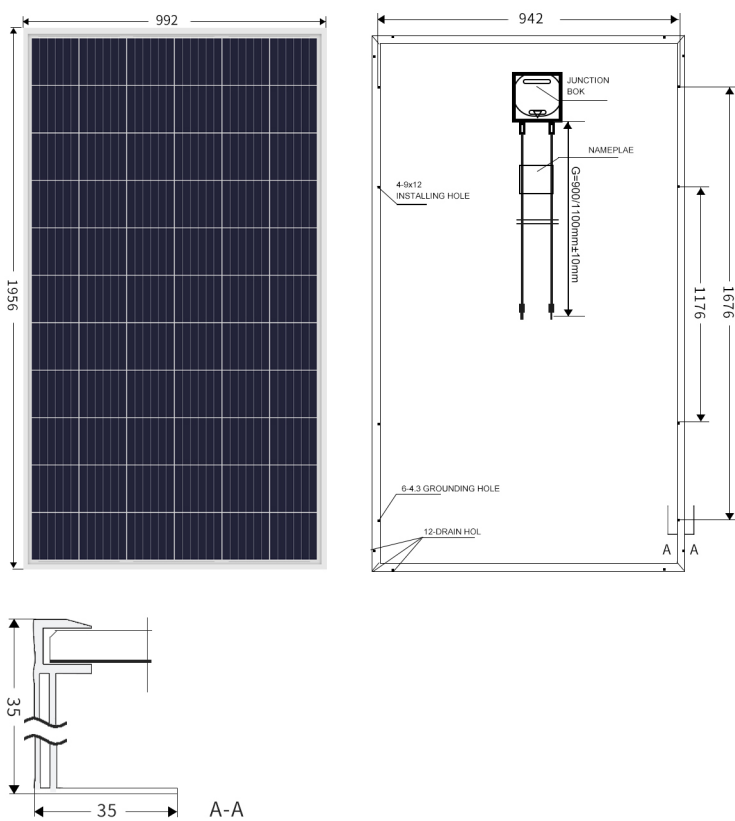 992
1956
942
JUNCTION
BOK
NAMEPLAE
4-9x12
INSTALLING HOLE
G=900/1100mm±10mm
1176
1676
6-4.3 GROUNDING HOLE
12-DRAIN HOL
A A
35
35
A-A